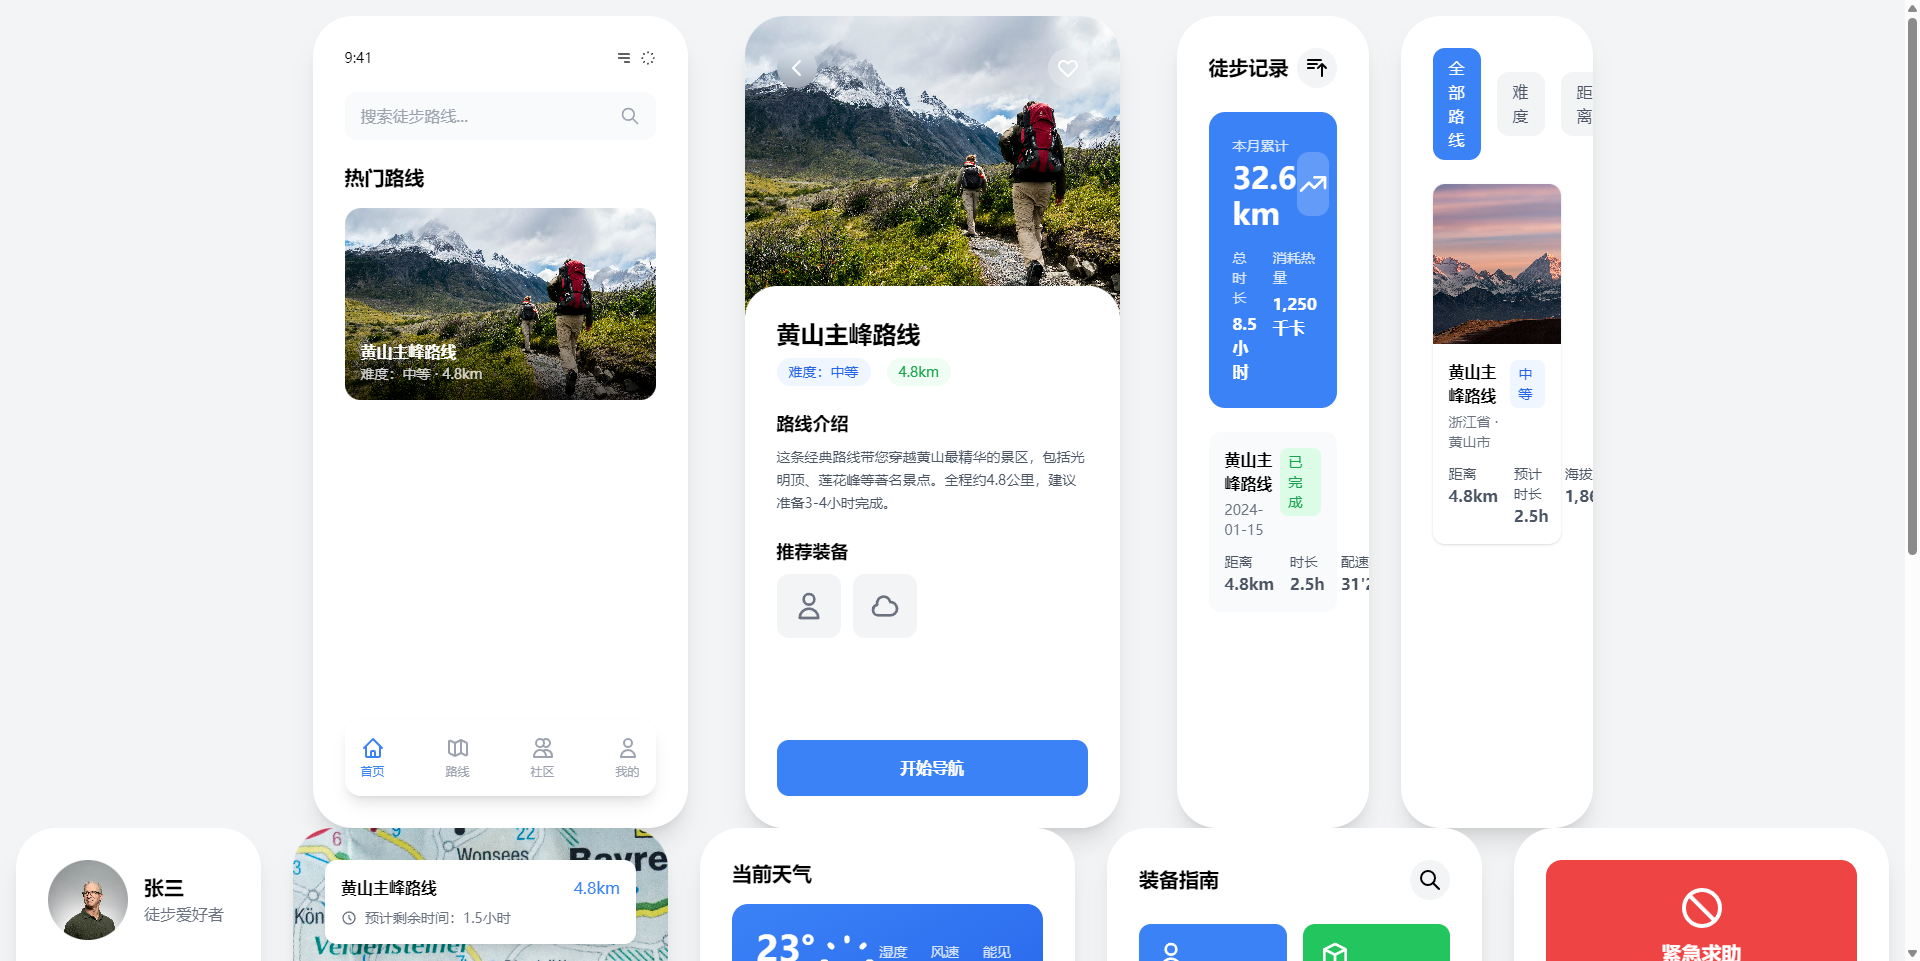 9:41
搜索徒步路线...
热门路线
黄山主峰路线
难度：中等 · 4.8km
首页
路线
社区
我的
黄山主峰路线
难度：中等
4.8km
路线介绍
这条经典路线带您穿越黄山最精华的景区，包括光
明顶、莲花峰等著名景点。全程约4.8公里，建议
准备3-4小时完成。
推荐装备
开始导航
徒步记录
本月累计
32.6
km
总
时
长
8.5
小
时
消耗热
量
1,250
千卡
黄山主
峰路线
已
完
成
2024-
01-15
距离
4.8km
时长
2.5h
配速
31'2
全
部
路
线
难
度
距
离
黄山主
峰路线
中
等
浙江省 ·
黄山市
距离
4.8km
预计
时长
2.5h
海拔
1,86
张三
徒步爱好者
6
9
22
3
Wonsees
Bayre
Kön
Veldensteiner
黄山主峰路线
4.8km
预计剩余时间：1.5小时
当前天气
23°
湿度
风速
能见
装备指南
紧急求助